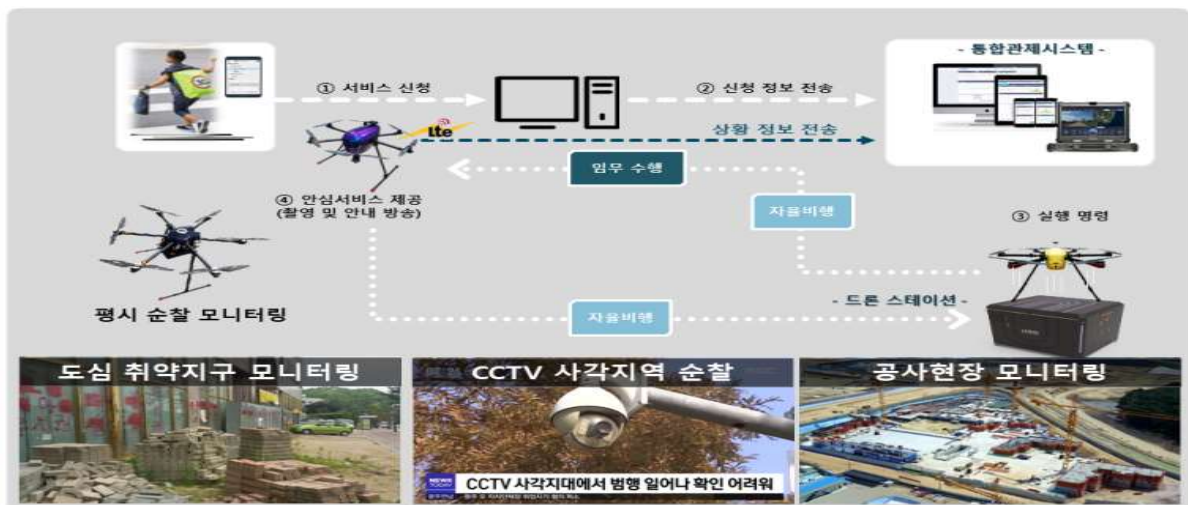 - 통합관제시스템 -
① 서비스 신청
② 신청 정보 전송
Lte
상황 정보 전송
임무 수행
④ 안심서비스 제공
(촬영 및 안내 방송)
자율비행
③ 실행 명령
평시 순찰 모니터링
- 드론 스테이션 -
자율비행
도심 취약지구 모니터링
CCTV 사각지역 순찰
공사현장 모니터링
NEWS
TODAY
CCTV 사각지대에서 범행 일어나 확인 어려워